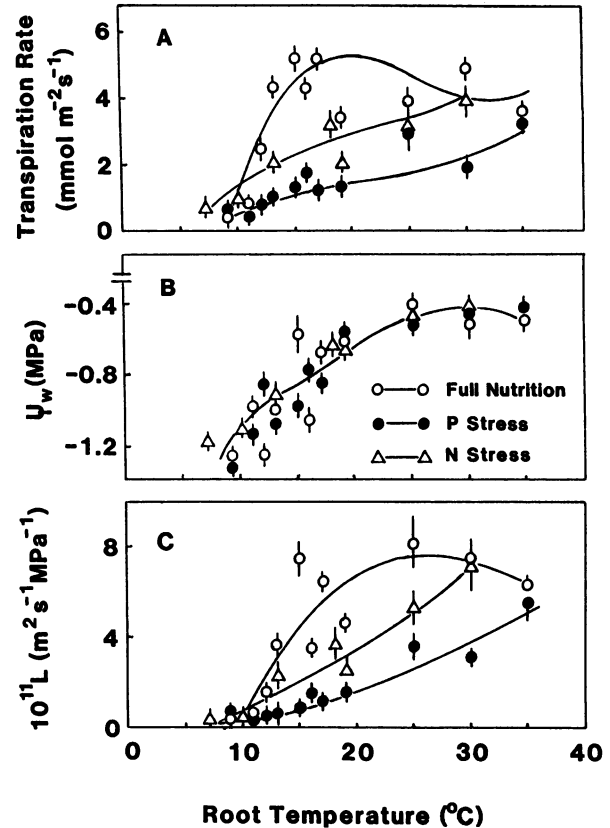 A
Transpiration Rate
(mmol m⁻²s⁻¹)
6
4
2
0
B
Ψw(MPa)
-0.4
-0.8
-1.2
Full Nutrition
P Stress
N Stress
C
10¹¹L (m²s⁻¹MPa⁻¹)
8
4
0
0 10 20 30 40
Root Temperature (°C)